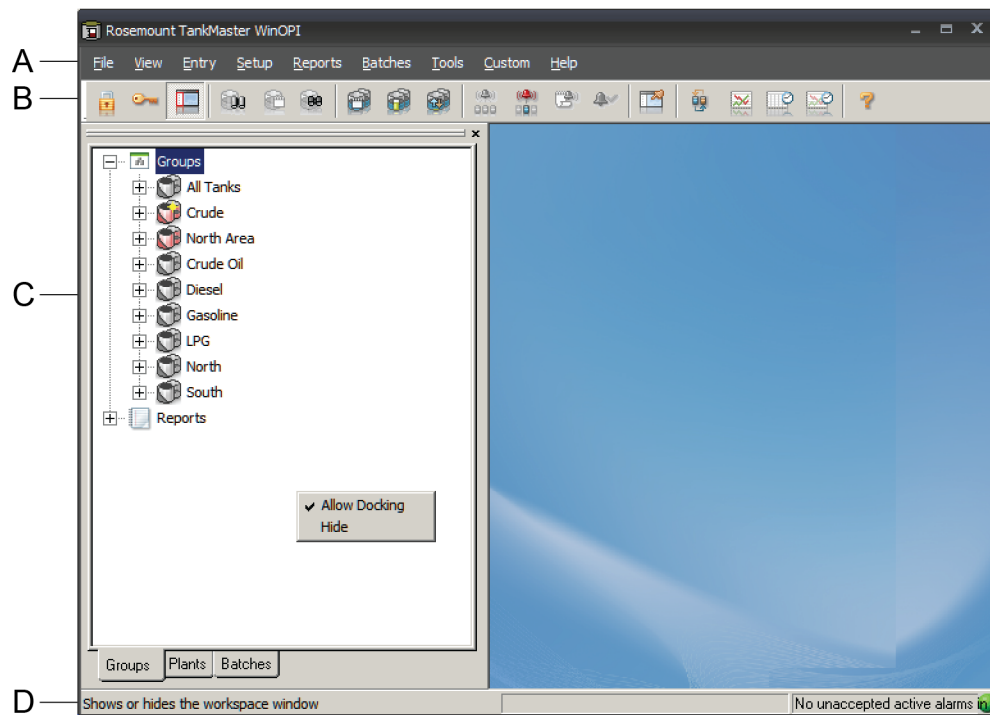 Rosemount TankMaster WinOPI
A
File View Entry Setup Reports Batches Tools Custom Help
B
C
Groups
All Tanks
Crude
North Area
Crude Oil
Diesel
Gasoline
LPG
North
South
Reports
Allow Docking
Hide
Groups Plants Batches
D
Shows or hides the workspace window
No unaccepted active alarms in